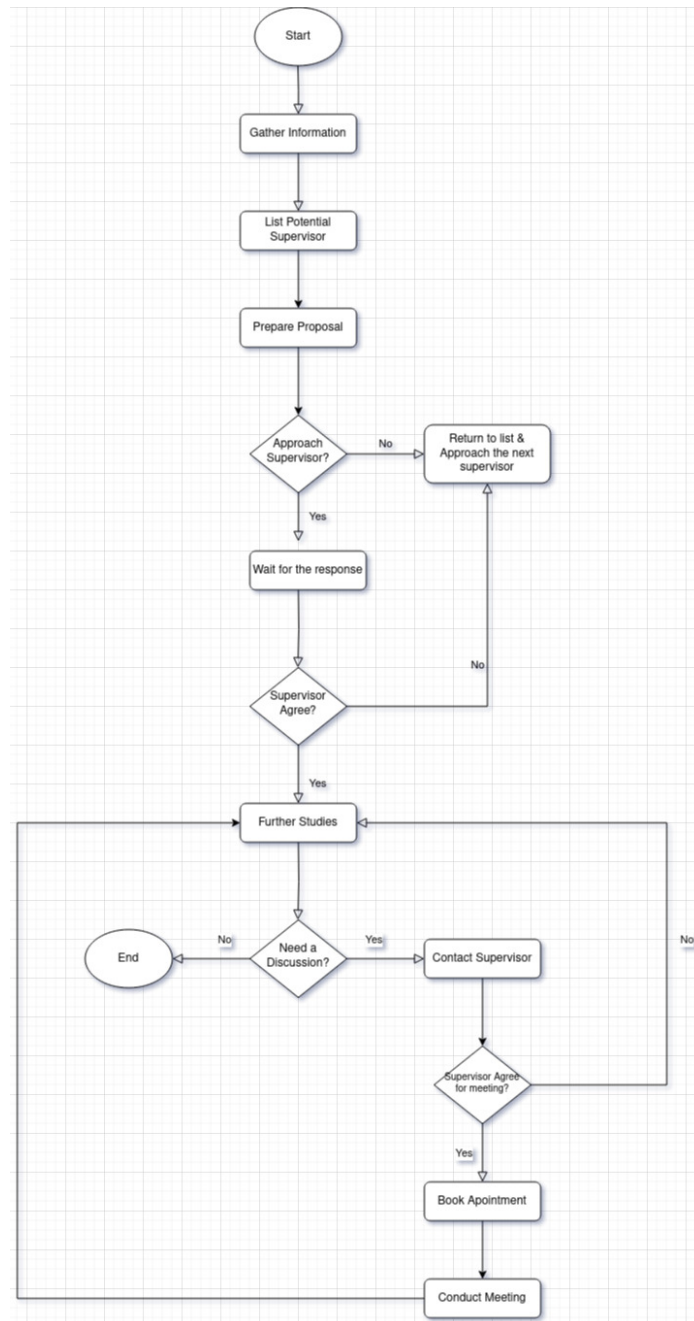 Start
Gather Information
List Potential
Supervisor
Prepare Proposal
Approach
Supervisor?
No
Return to list &
Approach the next
supervisor
Yes
Wait for the response
No
Supervisor
Agree?
Yes
Further Studies
No
Need a
Discussion?
Yes
End
Contact Supervisor
No
Supervisor Agree
for meeting?
Yes
Book Apointment
Conduct Meeting